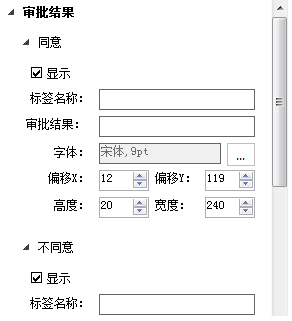 审批结果
同意
显示
标签名称:
审批结果:
字体: 宋体, 9pt ...
偏移X: 12 偏移Y: 119
高度: 20 宽度: 240
不同意
显示
标签名称: